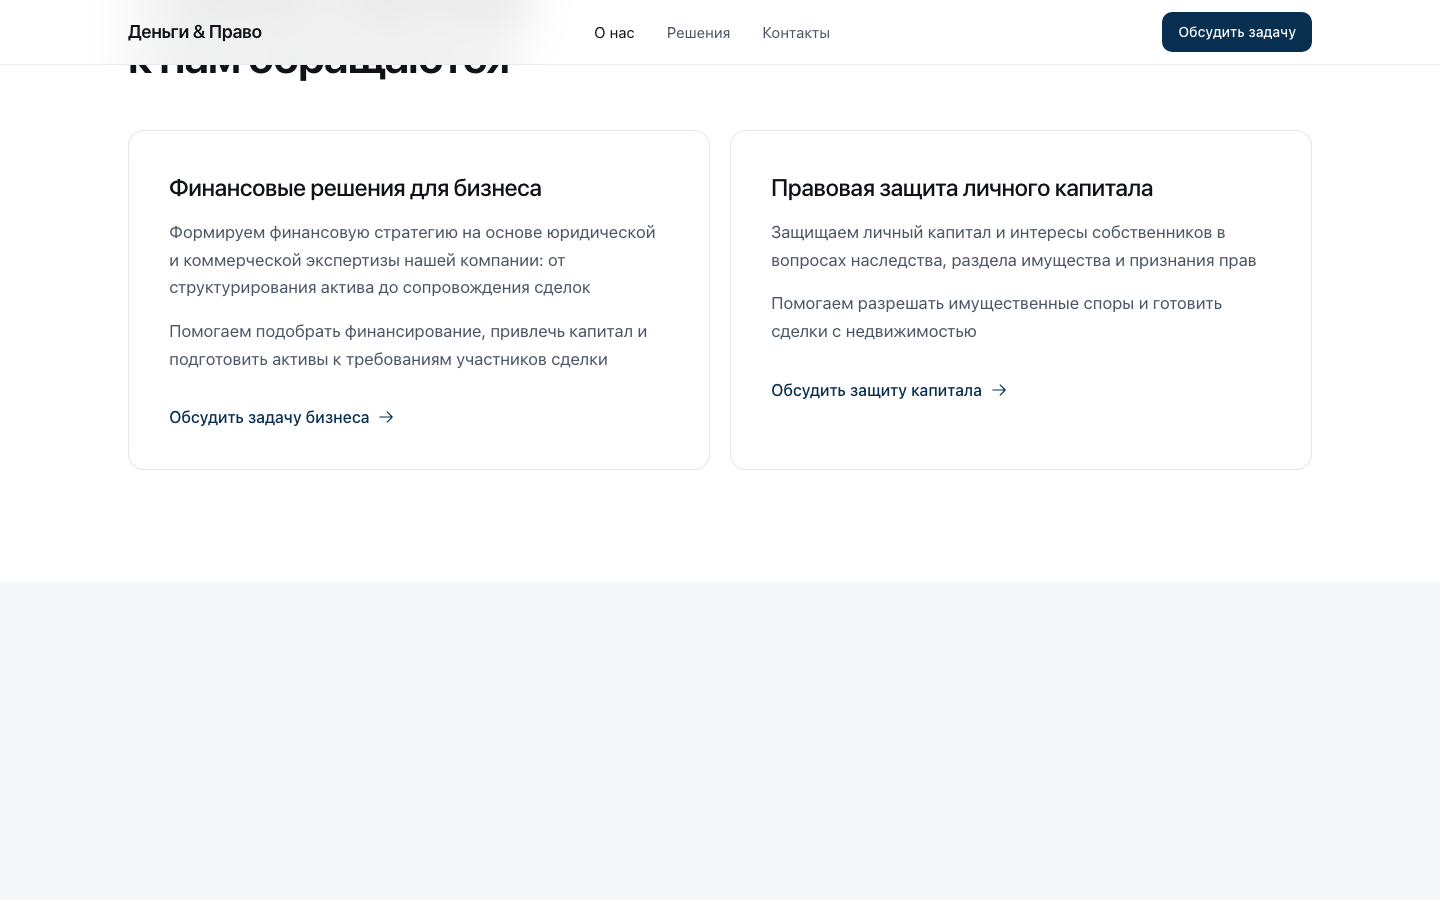 Деньги & Право
О нас
Решения
Контакты
Обсудить задачу
к нам обращаются
Финансовые решения для бизнеса
Формируем финансовую стратегию на основе юридической
и коммерческой экспертизы нашей компании: от
структурирования актива до сопровождения сделок
Помогаем подобрать финансирование, привлечь капитал и
подготовить активы к требованиям участников сделки
Обсудить задачу бизнеса
Правовая защита личного капитала
Защищаем личный капитал и интересы собственников в
вопросах наследства, раздела имущества и признания прав
Помогаем разрешать имущественные споры и готовить
сделки с недвижимостью
Обсудить защиту капитала